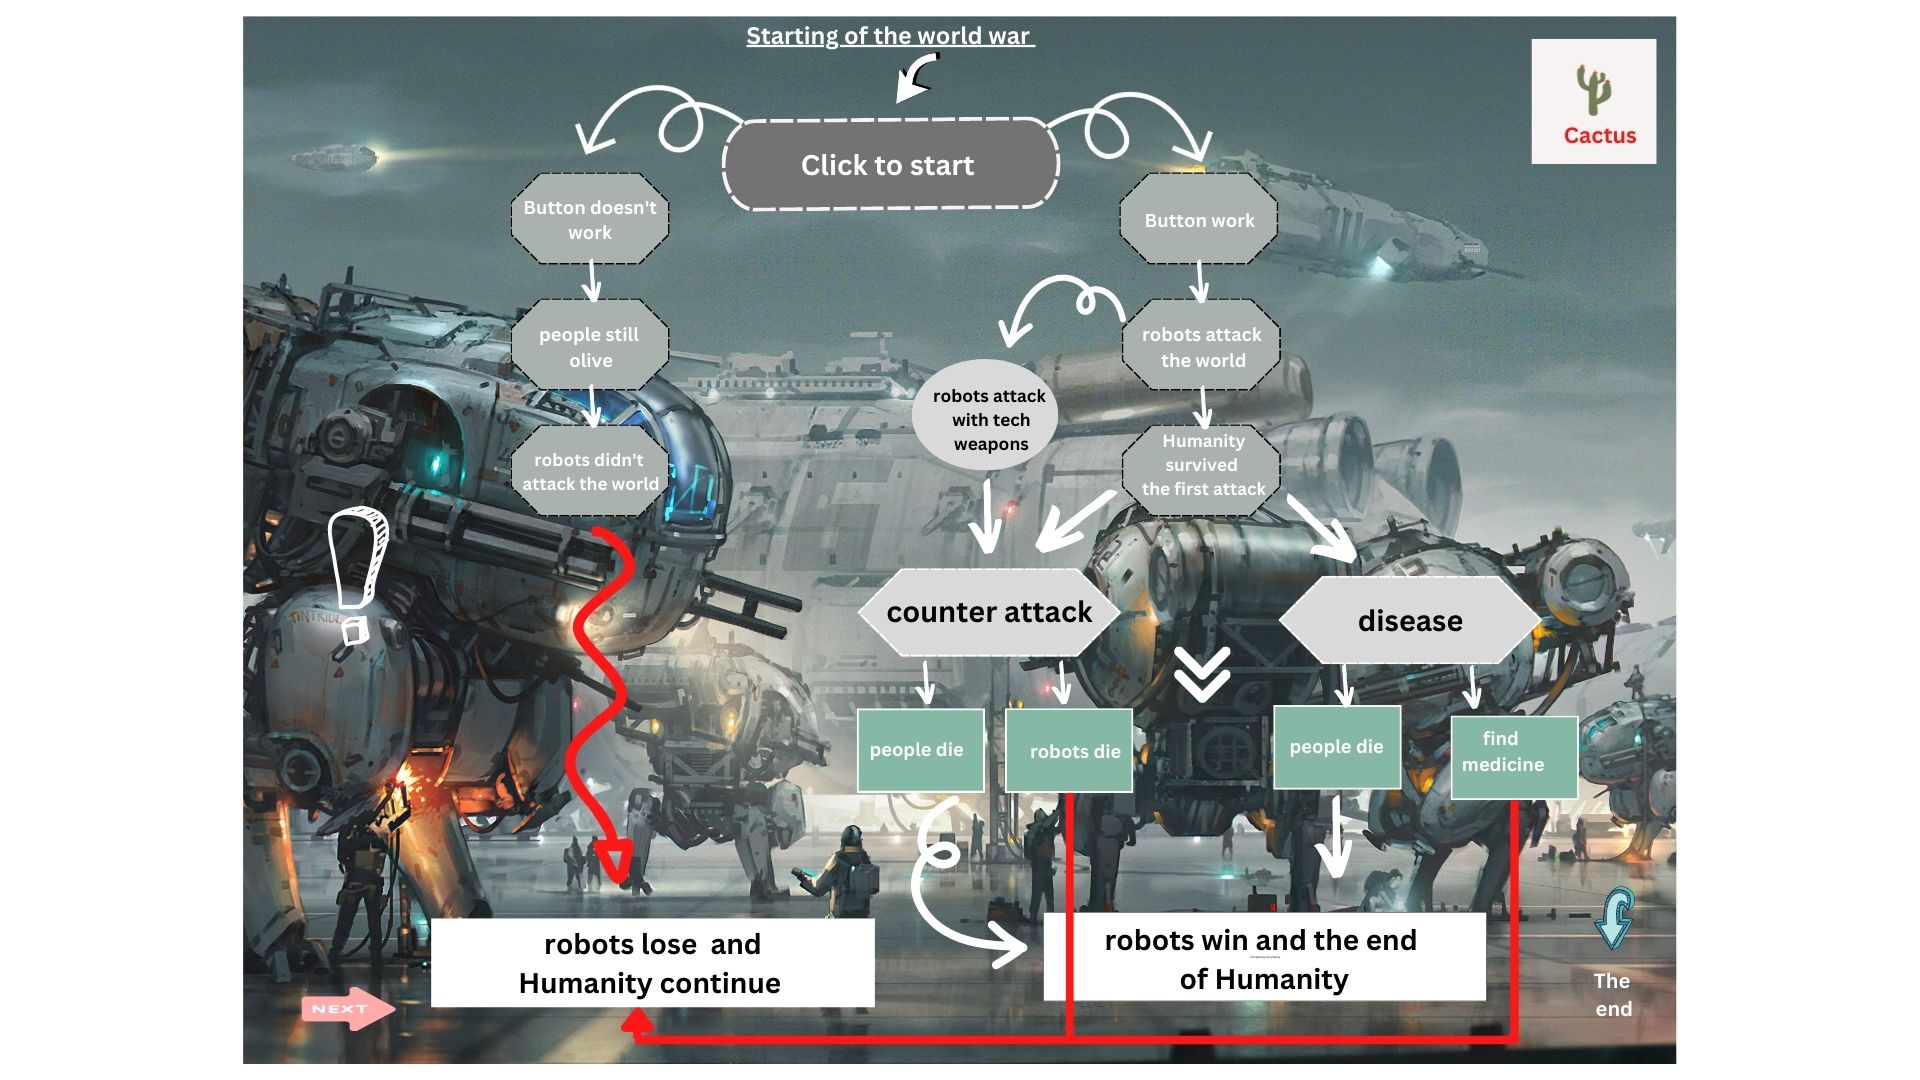 Starting of the world war
Cactus
Click to start
Button doesn't
work
Button work
people still
olive
robots attack
the world
robots attack
with tech
weapons
robots didn't
attack the world
Humanity
survived
the first attack
counter attack
disease
people die
robots die
people die
find
medicine
robots lose and
Humanity continue
robots win and the end
of Humanity
NEXT
The
end